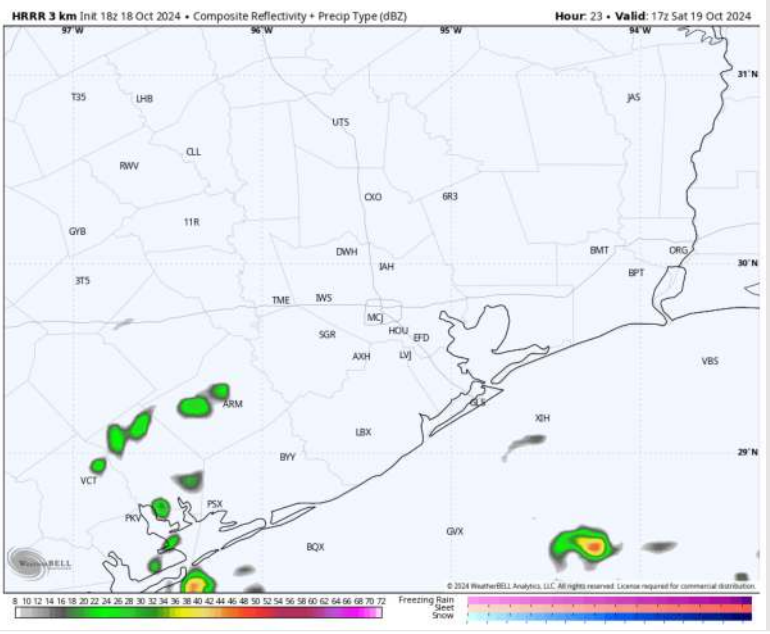 HRRR 3 km Init 18z 18 Oct 2024 • Composite Reflectivity + Precip Type (dBZ) Hour: 23 • Valid: 17z Sat 19 Oct 2024
97°W 96°W 95°W 94°W
31°N
T35 LHB JAS
UTS
CLL
RWV
CXO 6R3
11R
GYB
DWH BMT ORG
IAH 30°N
BPT
3T5
TME IWS
MCJ
SGR HOU EFD
AXH LVJ VBS
ARM GLS
XIH
LBX
BYY 29°N
VCT
PSX
PKV
GVX
BQX
WeatherBELL
© 2024 WeatherBELL Analytics, LLC. All rights reserved. License required for commercial distribution.
8 10 12 14 16 18 20 22 24 26 28 30 32 34 36 38 40 42 44 46 48 50 52 54 56 58 60 62 64 66 68 70 72
Freezing Rain
Sleet
Snow